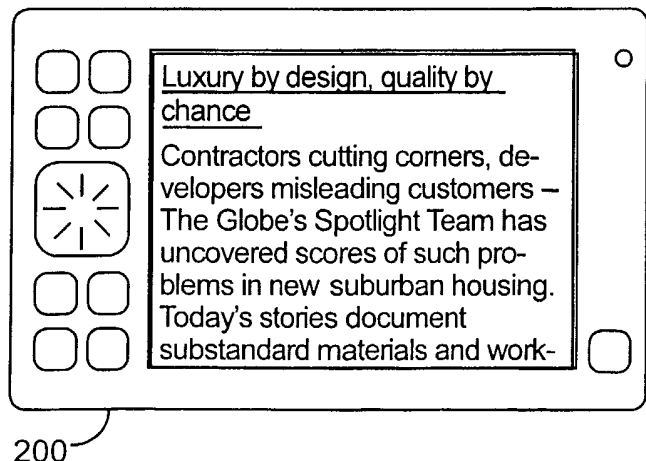 Luxury by design, quality by
chance
Contractors cutting corners, de-
velopers misleading customers –
The Globe's Spotlight Team has
uncovered scores of such pro-
blems in new suburban housing.
Today's stories document
substandard materials and work-
200